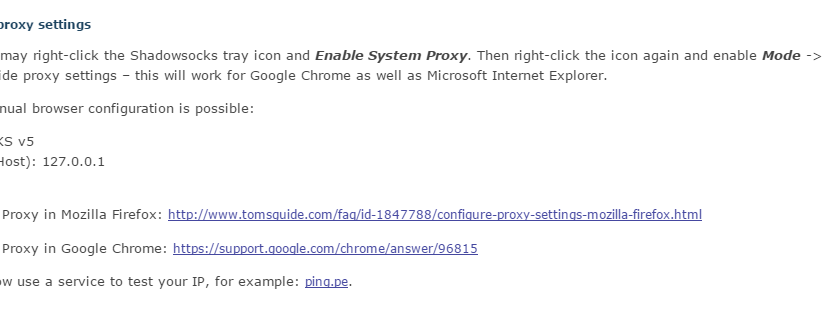 proxy settings
may right-click the Shadowsocks tray icon and Enable System Proxy. Then right-click the icon again and enable Mode ->
ide proxy settings – this will work for Google Chrome as well as Microsoft Internet Explorer.
nual browser configuration is possible:
KS v5
Host): 127.0.0.1
Proxy in Mozilla Firefox: http://www.tomsguide.com/faq/id-1847788/configure-proxy-settings-mozilla-firefox.html
Proxy in Google Chrome: https://support.google.com/chrome/answer/96815
ow use a service to test your IP, for example: ping.pe.